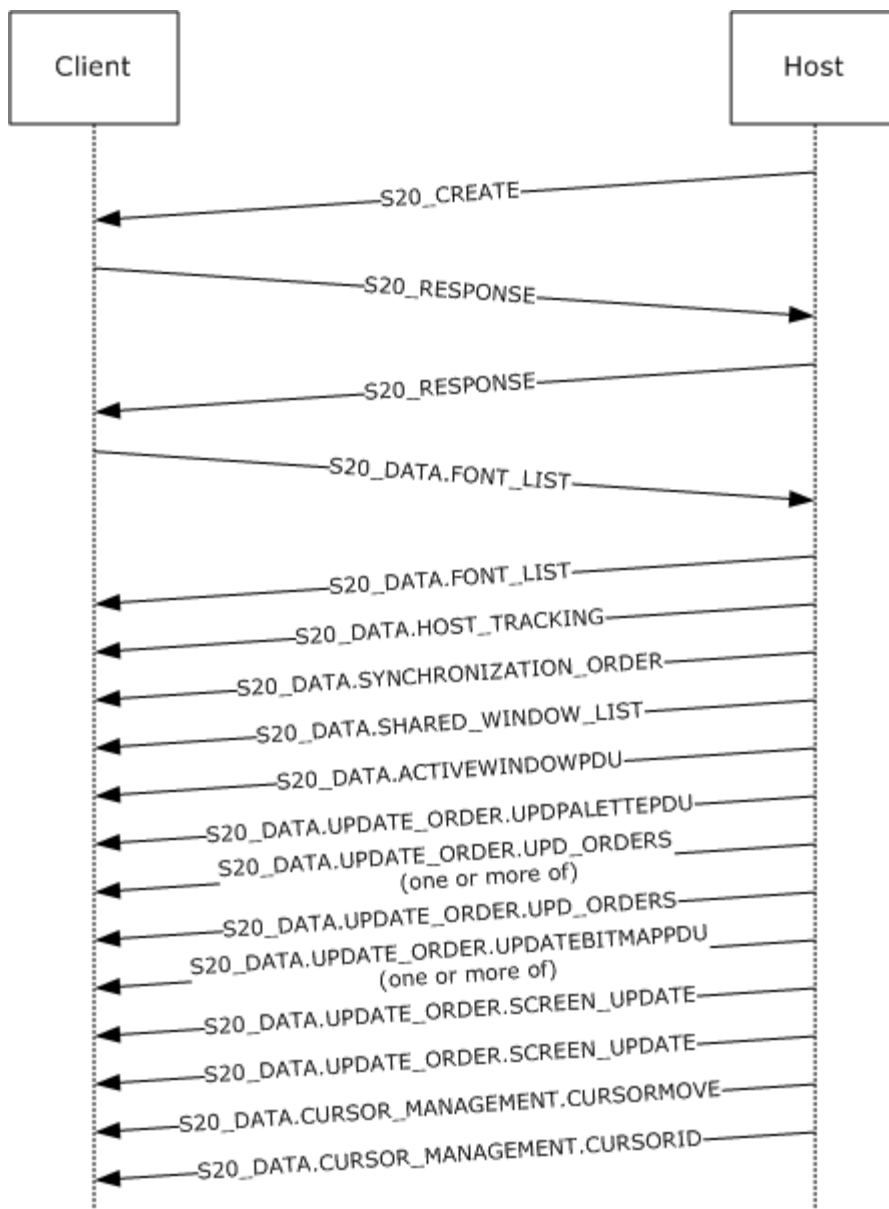 Client
Host
S20_CREATE
S20_RESPONSE
S20_RESPONSE
S20_DATA.FONT_LIST
S20_DATA.FONT_LIST
S20_DATA.HOST_TRACKING
S20_DATA.SYNCHRONIZATION_ORDER
S20_DATA.SHARED_WINDOW_LIST
S20_DATA.ACTIVEWINDOWPDU
S20_DATA.UPDATE_ORDER.UPDPALETTEPDU
S20_DATA.UPDATE_ORDER.UPD_ORDERS
(one or more of)
S20_DATA.UPDATE_ORDER.UPD_ORDERS
S20_DATA.UPDATE_ORDER.UPDATEBITMAPPDU
(one or more of)
S20_DATA.UPDATE_ORDER.SCREEN_UPDATE
S20_DATA.UPDATE_ORDER.SCREEN_UPDATE
S20_DATA.CURSOR_MANAGEMENT.CURSORMOVE
S20_DATA.CURSOR_MANAGEMENT.CURSORID